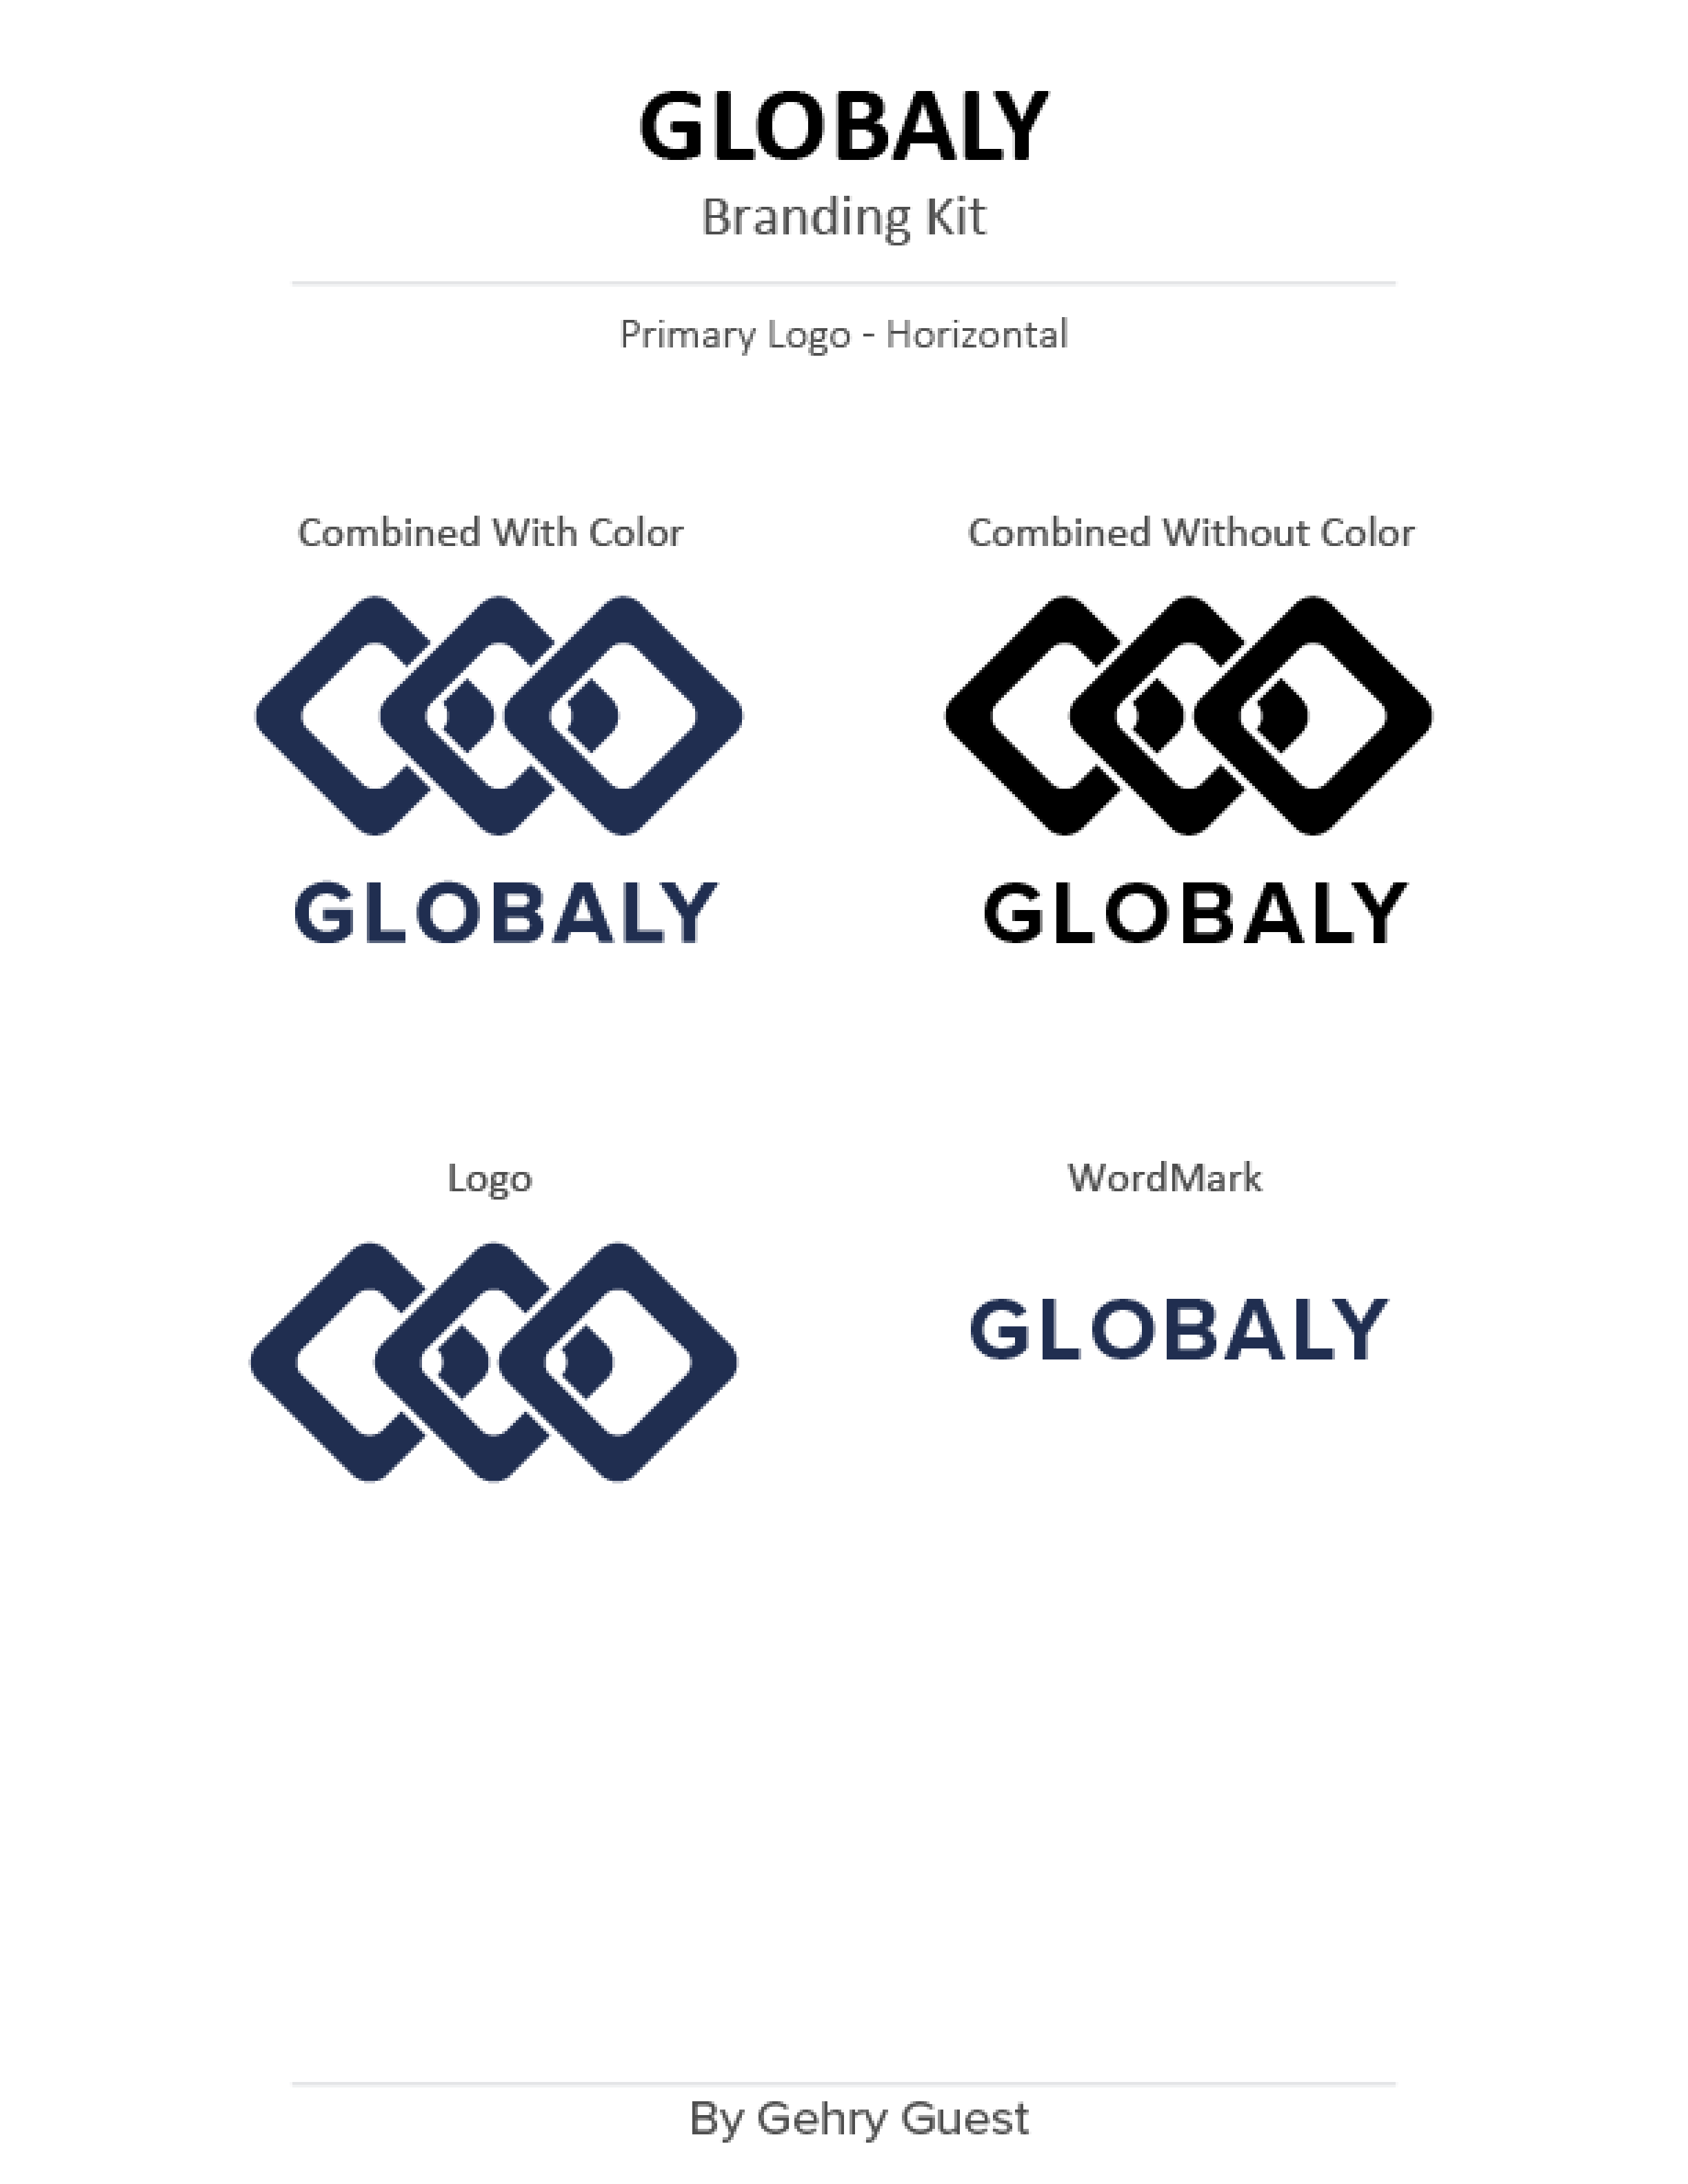 GLOBALY
Branding Kit
Primary Logo - Horizontal
Combined With Color
Combined Without Color
GLOBALY
GLOBALY
Logo
WordMark
GLOBALY
By Gehry Guest